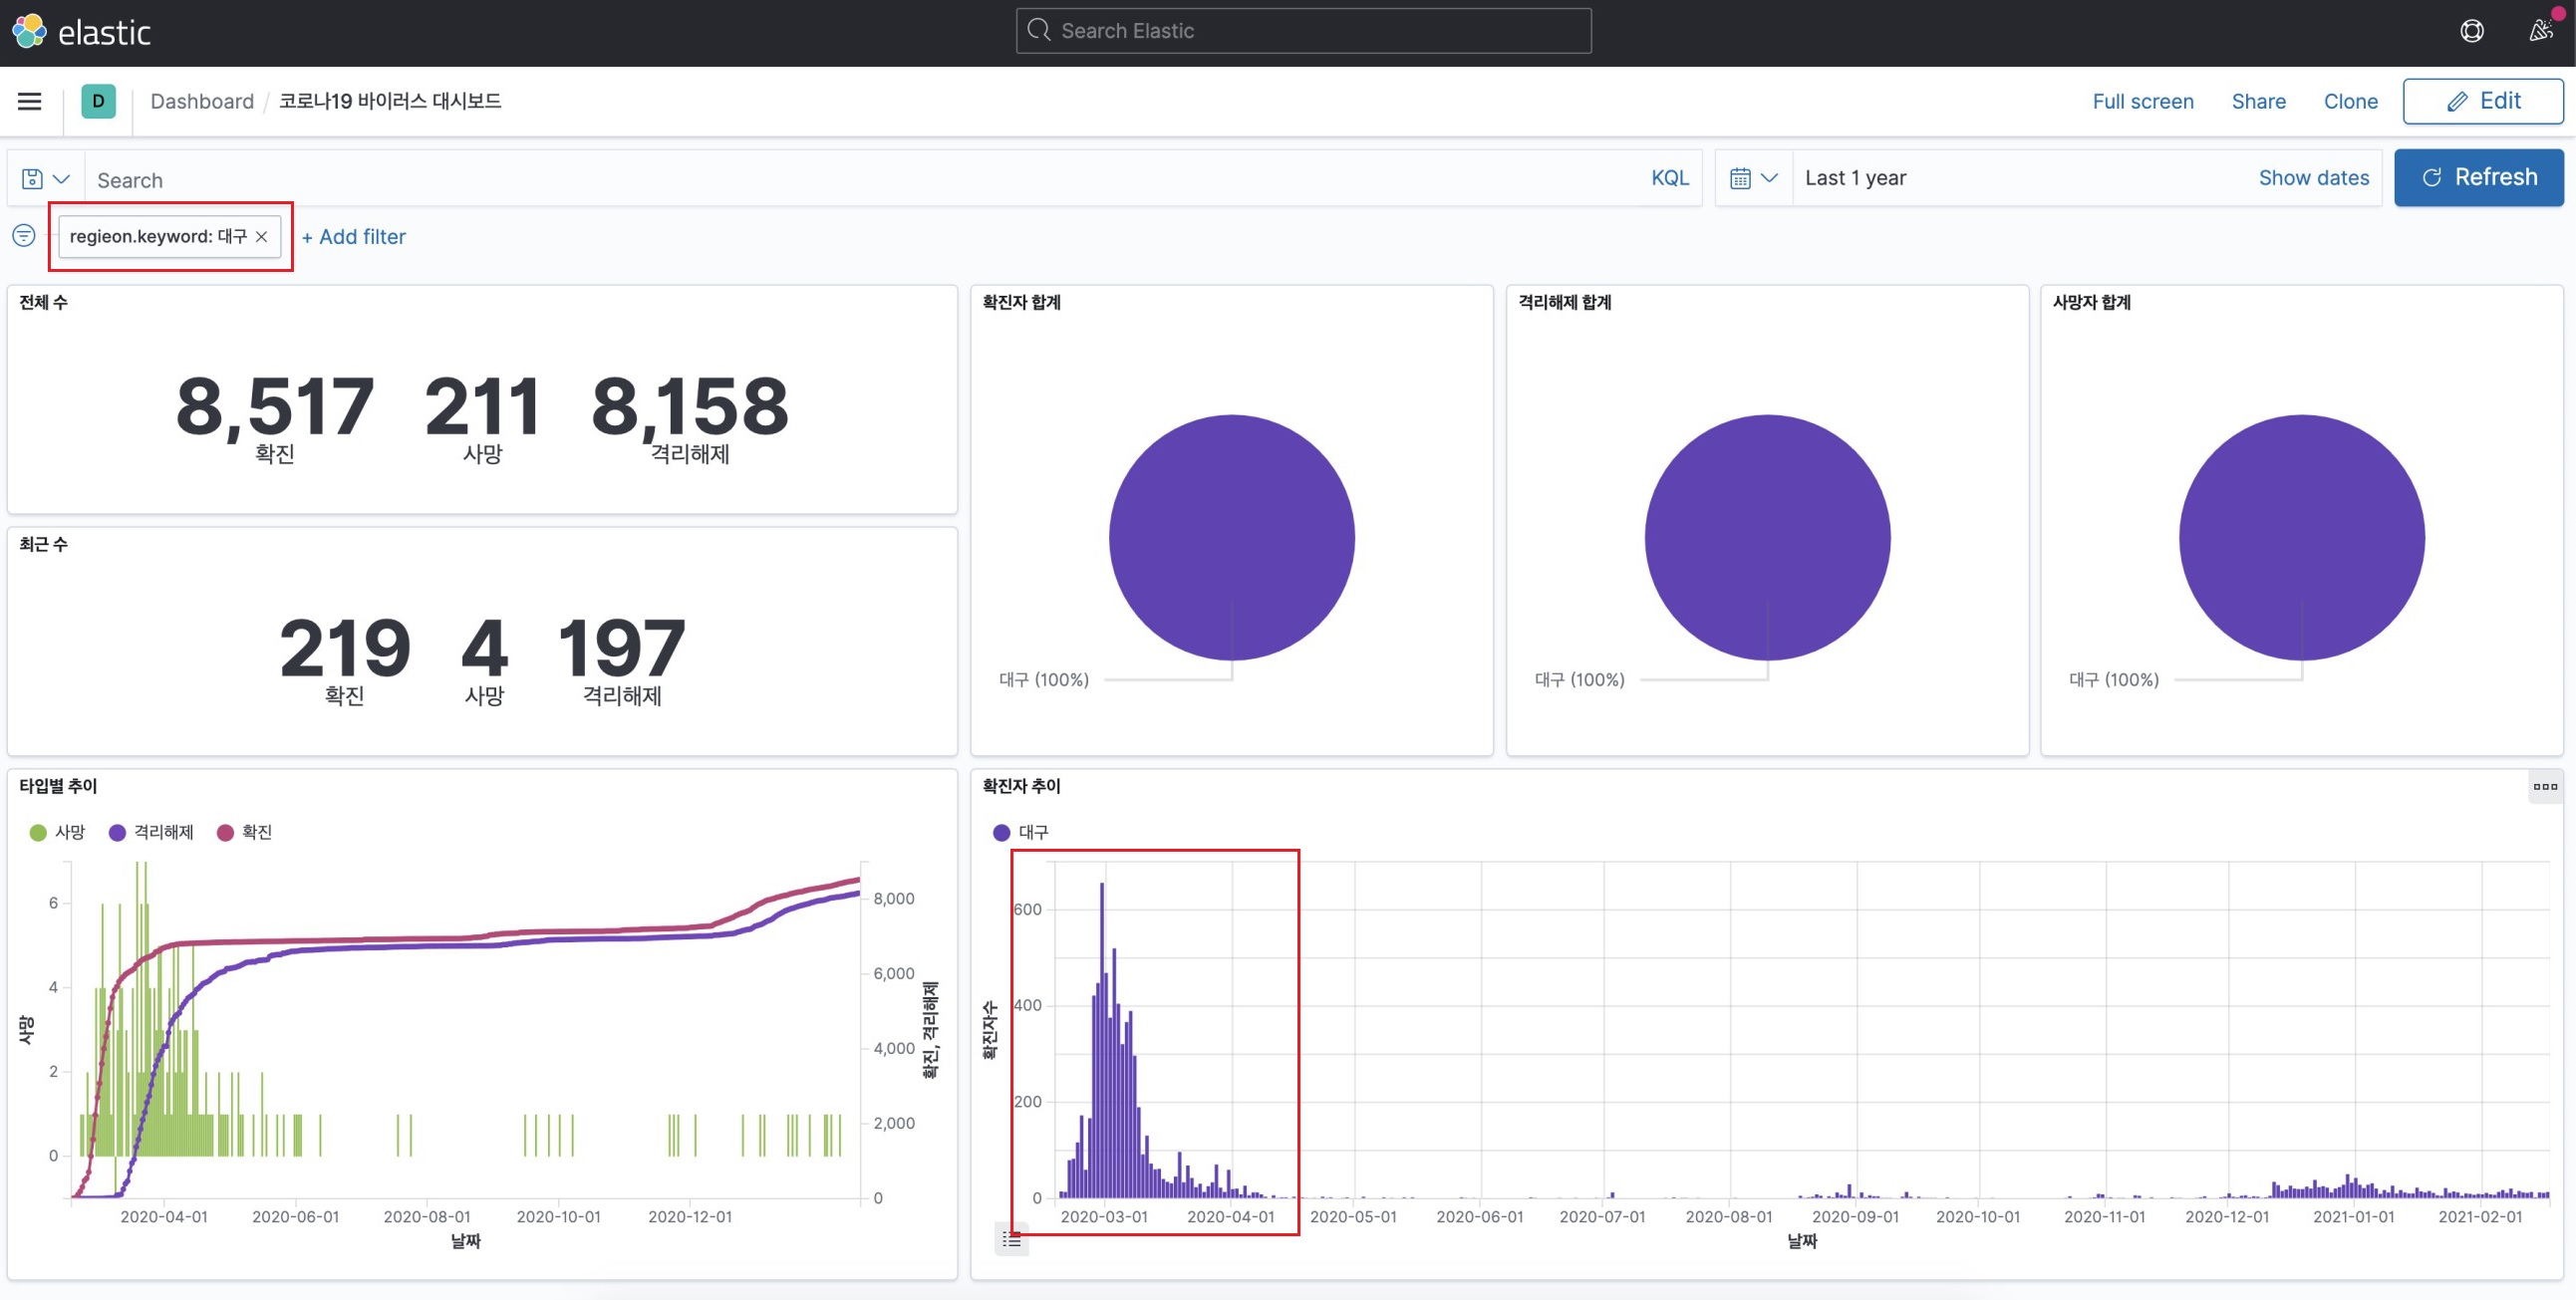 elastic
Search Elastic
D
Dashboard / 코로나19 바이러스 대시보드
Full screen
Share
Clone
Edit
Search
KQL
Last 1 year
Show dates
Refresh
regieon.keyword: 대구 ×
+ Add filter
전체 수
8,517 211 8,158
확진 사망 격리해제
확진자 합계
대구 (100%)
격리해제 합계
대구 (100%)
사망자 합계
대구 (100%)
최근 수
219 4 197
확진 사망 격리해제
타입별 추이
사망 격리해제 확진
6
4
2
0
사망
8,000
6,000
4,000
2,000
0
확진, 격리해제
2020-04-01 2020-06-01 2020-08-01 2020-10-01 2020-12-01
날짜
확진자 추이
대구
600
400
200
0
확진자수
2020-03-01 2020-04-01 2020-05-01 2020-06-01 2020-07-01 2020-08-01 2020-09-01 2020-10-01 2020-11-01 2020-12-01 2021-01-01 2021-02-01
날짜